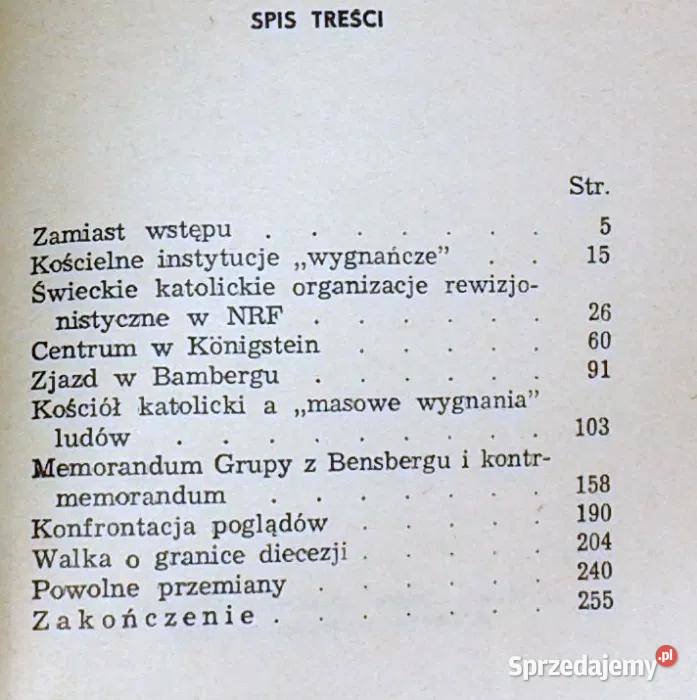 SPIS TREŚCI
Str.
Zamiast wstępu . . . . . . . 5
Kościelne instytucje „wygnańcze” . . 15
Świeckie katolickie organizacje rewizjo-
nistyczne w NRF . . . . . . 26
Centrum w Königstein . . . . . 60
Zjazd w Bambergu . . . . . . 91
Kościół katolicki a „masowe wygnania”
ludów . . . . . . . . . 103
Memorandum Grupy z Bensbergu i kontr-
memorandum . . . . . . . 158
Konfrontacja poglądów . . . . . 190
Walka o granice diecezji . . . . . 204
Powolne przemiany . . . . . 240
Zakończenie . . . . . . . 255
Sprzedajemy.pl